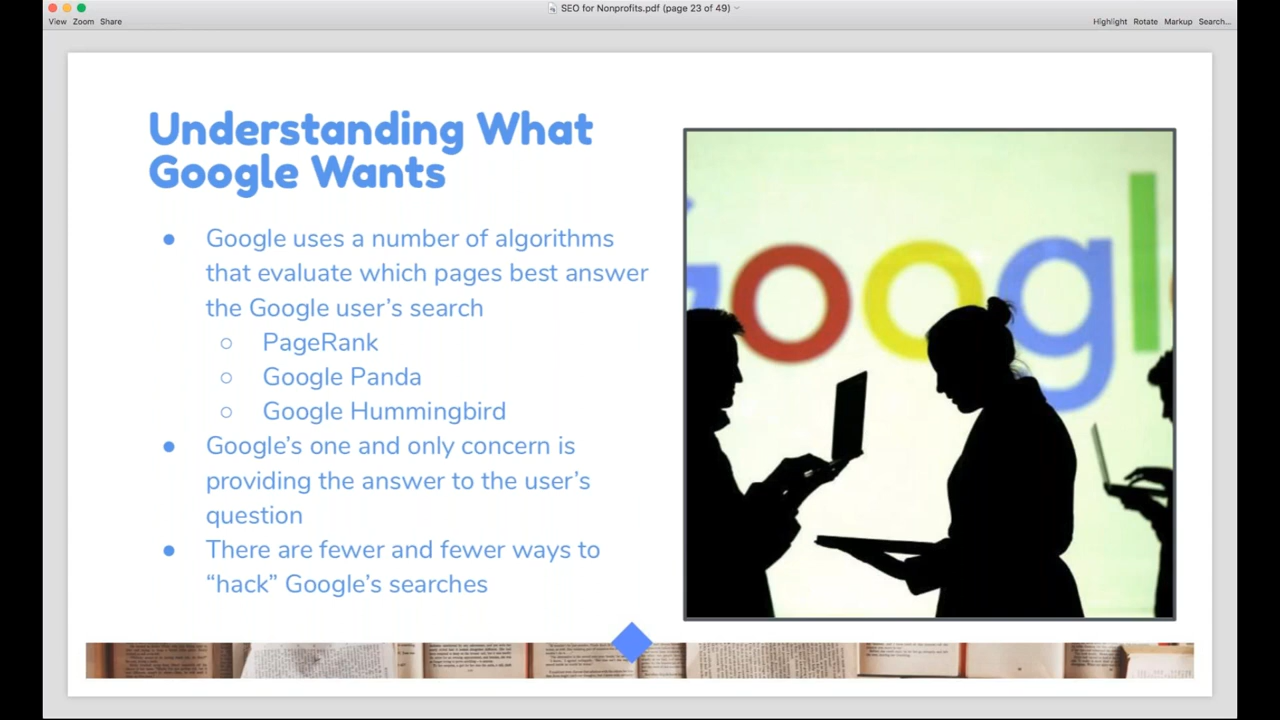 SEO for Nonprofits.pdf (page 23 of 49)
View Zoom Share
Highlight Rotate Markup Search...
Understanding What
Google Wants
● Google uses a number of algorithms
that evaluate which pages best answer
the Google user’s search
○ PageRank
○ Google Panda
○ Google Hummingbird
● Google’s one and only concern is
providing the answer to the user’s
question
● There are fewer and fewer ways to
“hack” Google’s searches
Googl